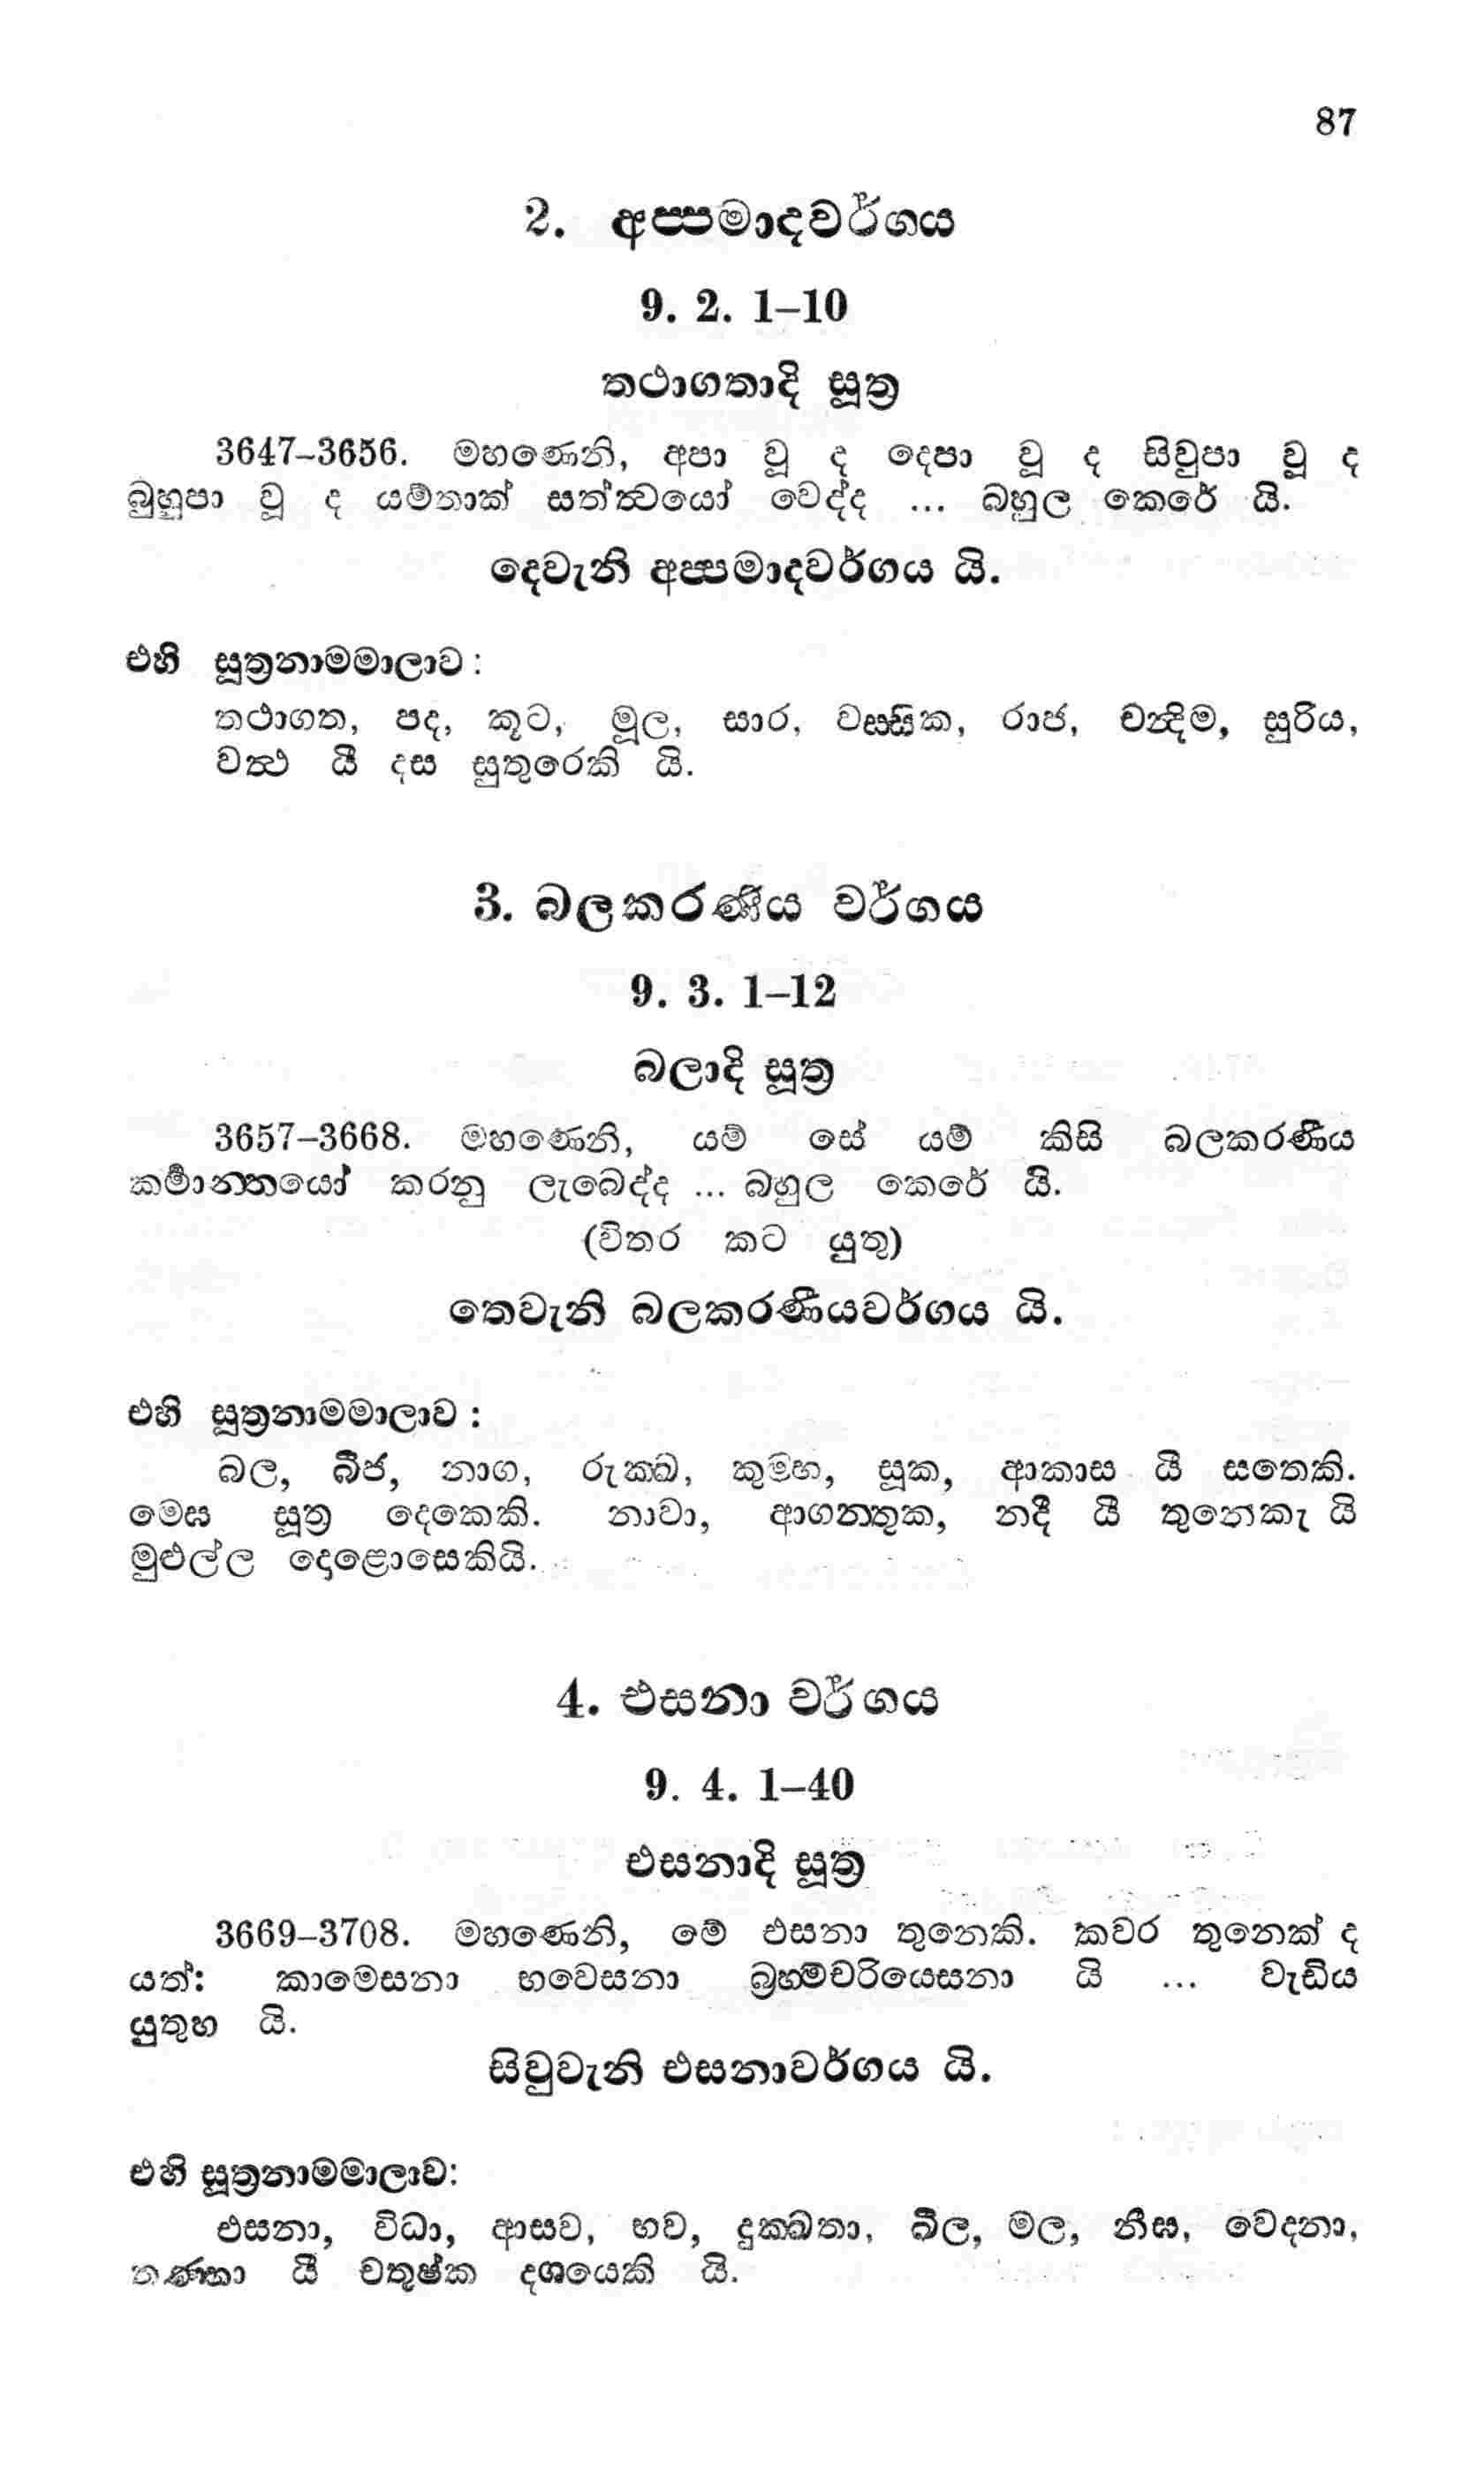 87
2. අප්පමාදවර්ගය
9. 2. 1–10
තථාගතාදි සූත්‍ර
3647–3656. මහණෙනි, අපා වූ ද දෙපා වූ ද සිවුපා වූ ද
බුහුපා වූ ද යම්තාක් සත්ත්‍වයෝ වෙද්ද ... බහුල කෙරේ යි.
දෙවැනි අප්පමාදවර්ගය යි.
එහි සූත්‍රනාමමාලාව :
තථාගත, පද, කූට, මූල, සාර, වස්සික, රාජ, චන්‍දිම, සුරිය,
වත්‍ථ යී දස සුතුරෙකි යි.
3. බලකරණීය වර්ගය
9. 3. 1–12
බලාදි සූත්‍ර
3657–3668. මහණෙනි, යම් සේ යම් කිසි බලකරණීය
කර්‍මාන්තයෝ කරනු ලැබෙද්ද ... බහුල කෙරේ යි.
(විතර කට යුතු)
තෙවැනි බලකරණීයවර්ගය යි.
එහි සූත්‍රනාමමාලාව :
බල, බීජ, නාග, රුක්ඛ, කුම්භ, සූක, ආකාස යී සතෙකි.
මෙඝ සූත්‍ර දෙකෙකි. නාවා, ආගන්තුක, නදී යී තුනෙකැ යි
මුළුල්ල දොළොසෙකියි.
4. එසනා වර්ගය
9. 4. 1–40
එසනාදි සූත්‍ර
3669–3708. මහණෙනි, මේ එසනා තුනෙකි. කවර තුනෙක් ද
යත්: කාමෙසනා භවෙසනා බ්‍රහ්මචරියෙසනා යි ... වැඩිය
යුතුහ යි.
සිවුවැනි එසනාවර්ගය යි.
එහි සූත්‍රනාමමාලාව:
එසනා, විධා, ආසව, භව, දුක්ඛතා, ඛීල, මල, නීඝ, වේදනා,
තණ්හා යී චතුෂ්ක දශයෙකි යි.